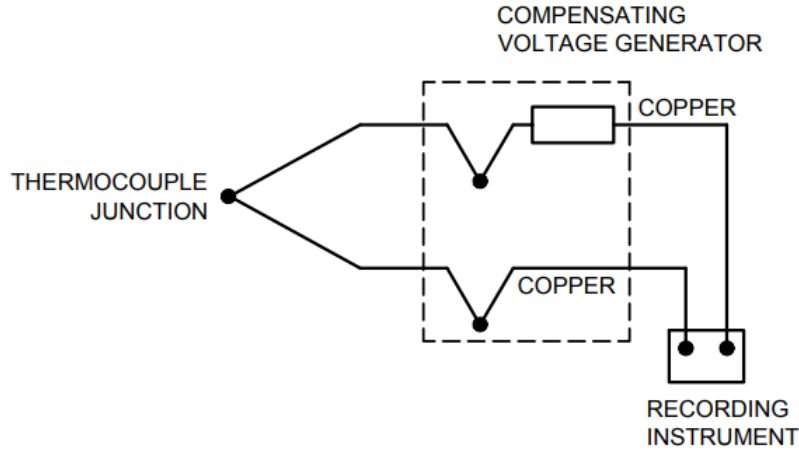 COMPENSATING
VOLTAGE GENERATOR
COPPER
THERMOCOUPLE
JUNCTION
COPPER
RECORDING
INSTRUMENT